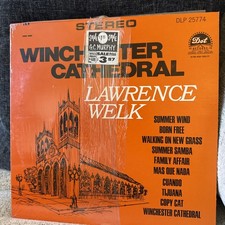 STEREO
DLP 25774
WINCHESTER
CATHEDRAL
Dot
G.C. MURPHY
3 87
LAWRENCE
WELK
SUMMER WIND
BORN FREE
WALKING ON NEW GRASS
SUMMER SAMBA
FAMILY AFFAIR
MAS QUE NADA
CUANDO
TIJUANA
COPY CAT
WINCHESTER CATHEDRAL